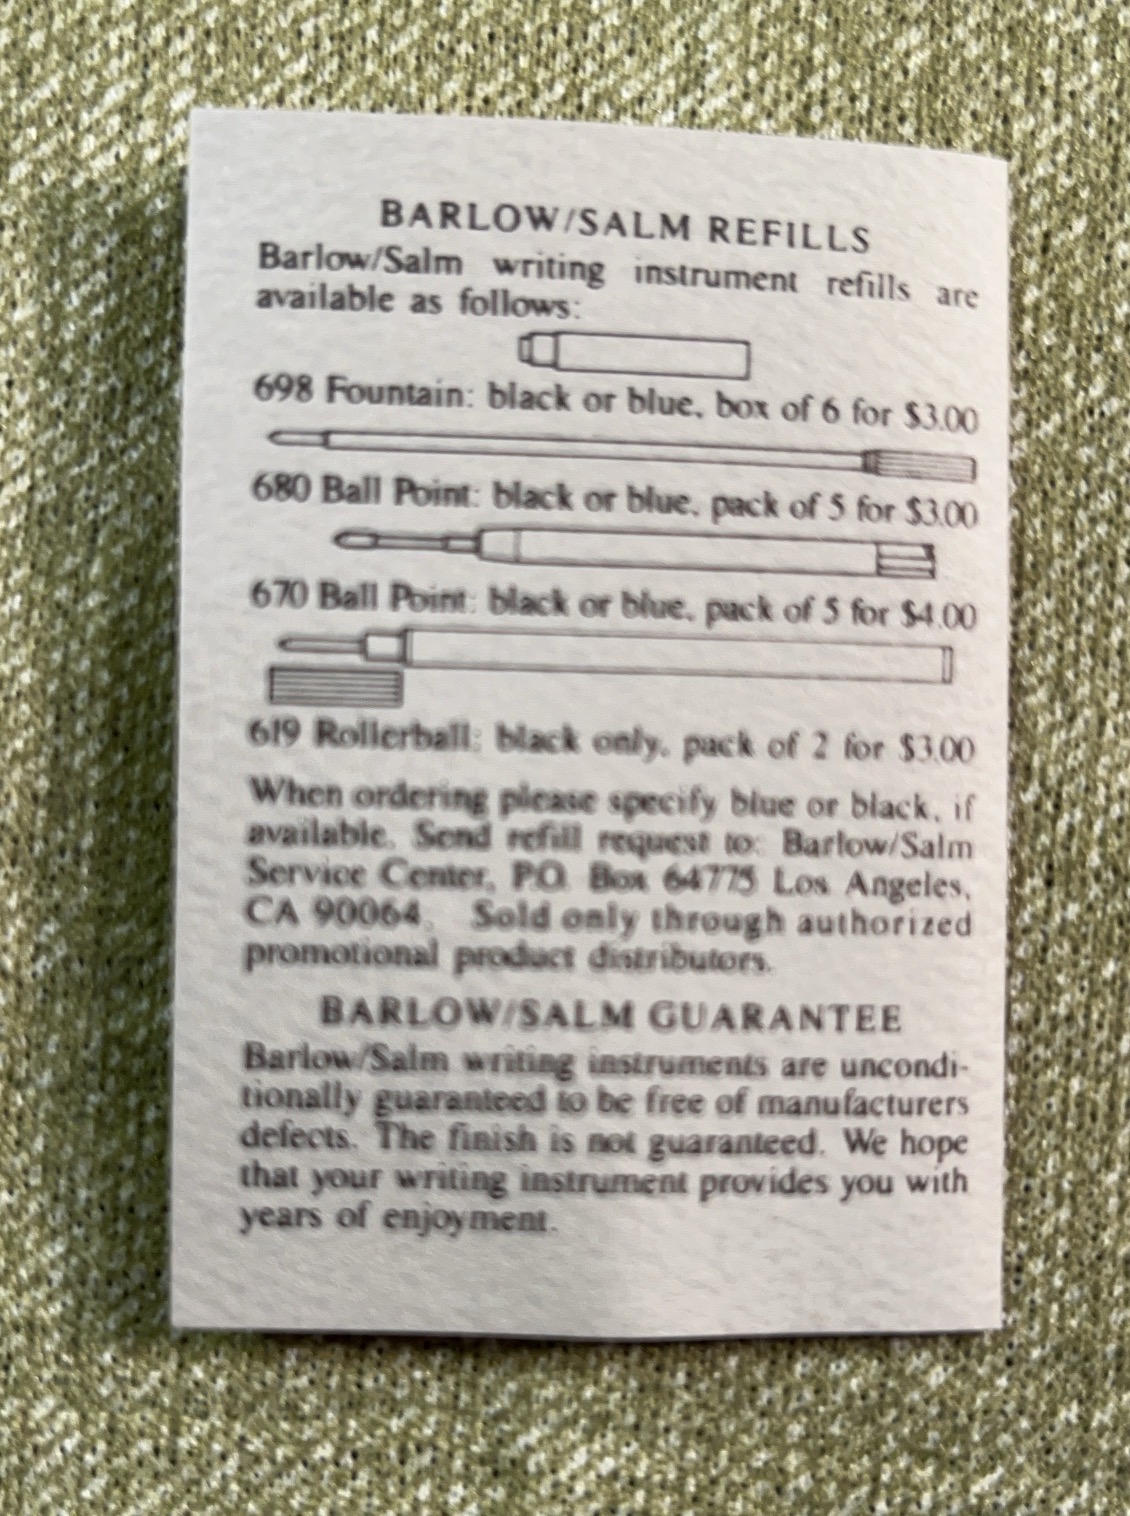 BARLOW/SALM REFILLS
Barlow/Salm writing instrument refills are
available as follows:
698 Fountain: black or blue, box of 6 for $3.00
680 Ball Point: black or blue, pack of 5 for $3.00
670 Ball Point: black or blue, pack of 5 for $4.00
619 Rollerball: black only, pack of 2 for $3.00
When ordering please specify blue or black, if
available. Send refill request to: Barlow/Salm
Service Center, P.O. Box 64775 Los Angeles,
CA 90064. Sold only through authorized
promotional product distributors.
BARLOW/SALM GUARANTEE
Barlow/Salm writing instruments are uncondi-
tionally guaranteed to be free of manufacturers
defects. The finish is not guaranteed. We hope
that your writing instrument provides you with
years of enjoyment.